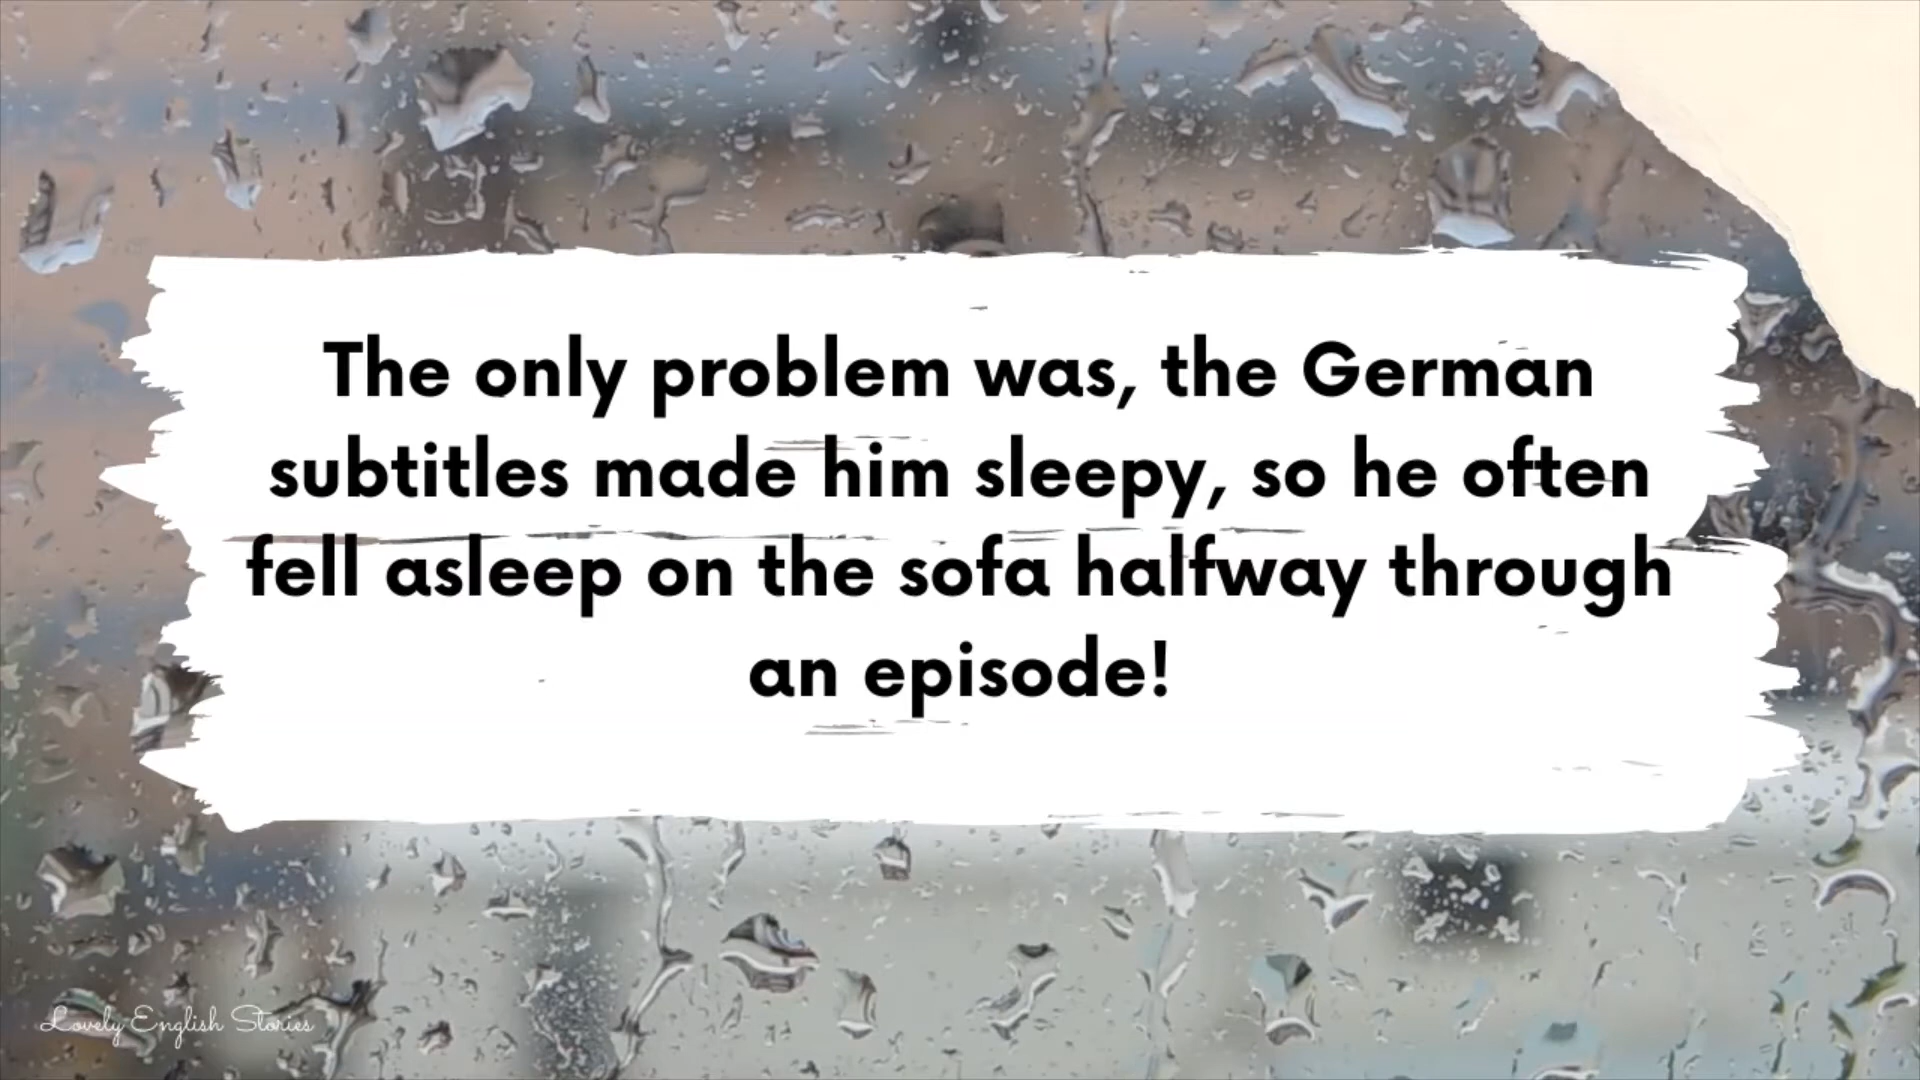 The only problem was, the German
subtitles made him sleepy, so he often
fell asleep on the sofa halfway through
an episode!
Lovely English Stories